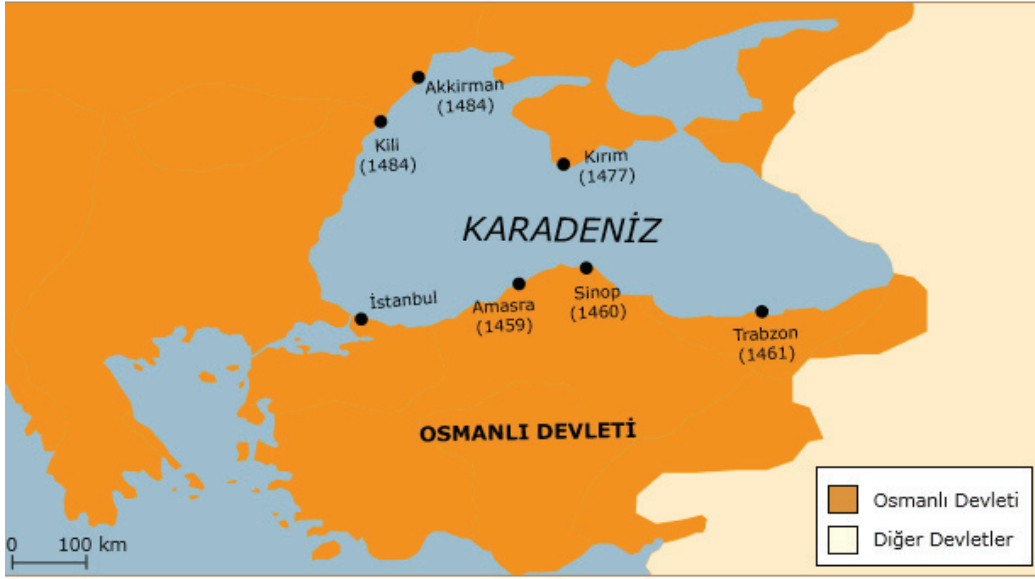 Akkirman
(1484)
Kili
(1484)
Kırım
(1477)
KARADENİZ
İstanbul
Amasra
(1459)
Sinop
(1460)
Trabzon
(1461)
OSMANLI DEVLETİ
Osmanlı Devleti
Diğer Devletler
0 100 km